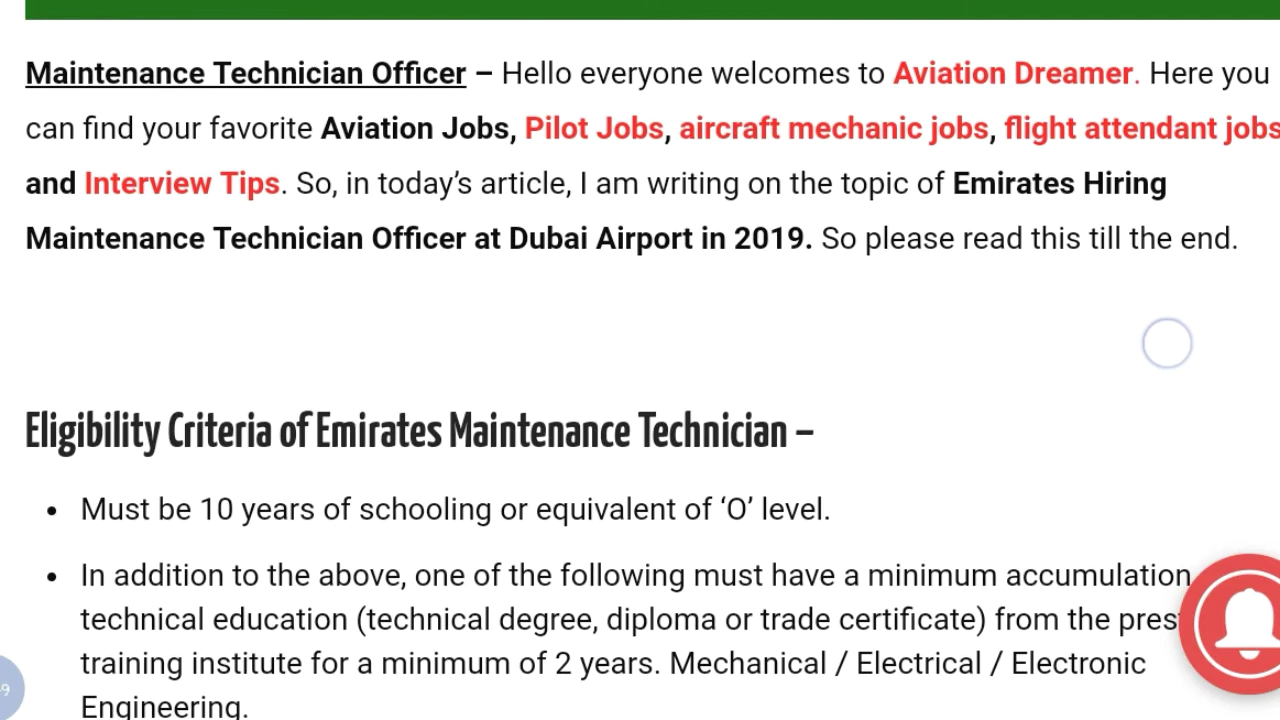 Maintenance Technician Officer – Hello everyone welcomes to Aviation Dreamer. Here you
can find your favorite Aviation Jobs, Pilot Jobs, aircraft mechanic jobs, flight attendant jobs
and Interview Tips. So, in today’s article, I am writing on the topic of Emirates Hiring
Maintenance Technician Officer at Dubai Airport in 2019. So please read this till the end.
Eligibility Criteria of Emirates Maintenance Technician –
• Must be 10 years of schooling or equivalent of ‘O’ level.
• In addition to the above, one of the following must have a minimum accumulation
technical education (technical degree, diploma or trade certificate) from the
training institute for a minimum of 2 years. Mechanical / Electrical / Electronic
Engineering.